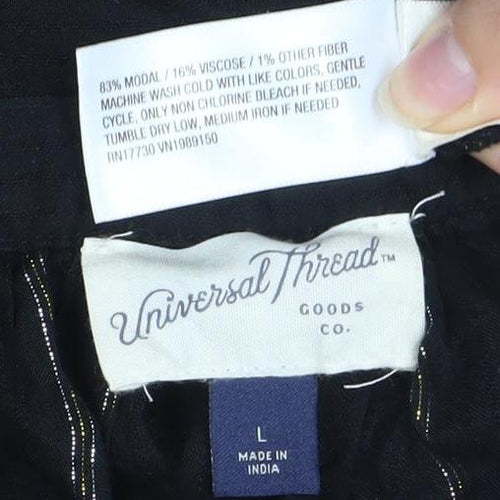 83% MODAL / 16% VISCOSE / 1% OTHER FIBER
MACHINE WASH COLD WITH LIKE COLORS, GENTLE
CYCLE, ONLY NON CHLORINE BLEACH IF NEEDED,
TUMBLE DRY LOW, MEDIUM IRON IF NEEDED
RN17730 VN1989150
Universal Thread™
GOODS
CO.
L
MADE IN
INDIA